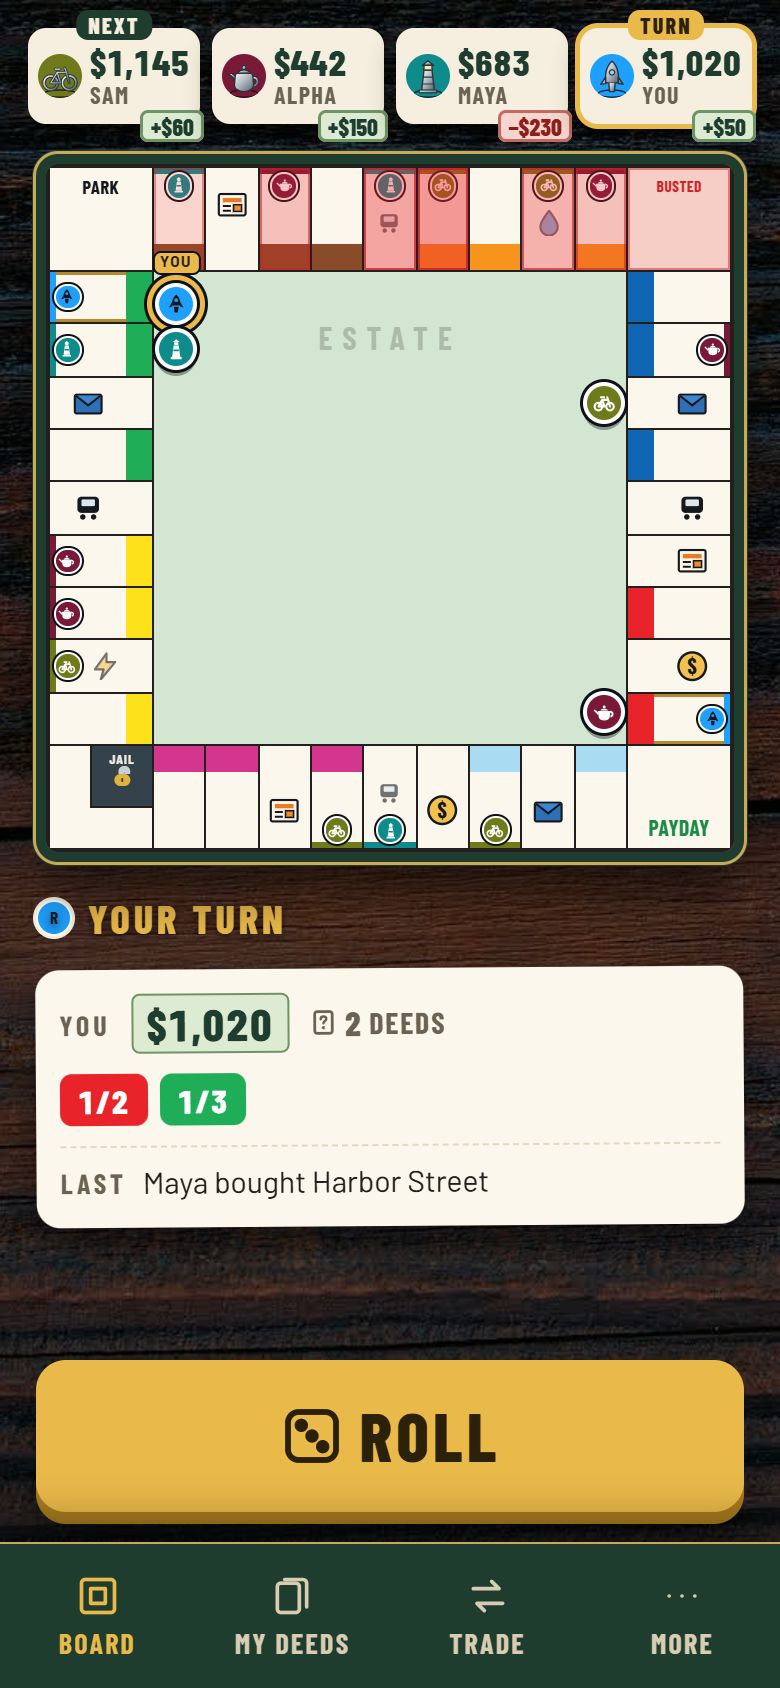 NEXT
TURN
$1,145
SAM
+$60
$442
ALPHA
+$150
$683
MAYA
−$230
$1,020
YOU
+$50
PARK
BUSTED
YOU
ESTATE
$
$
JAIL
PAYDAY
R
YOUR TURN
YOU
$1,020
?
2 DEEDS
1/2
1/3
LAST
Maya bought Harbor Street
ROLL
BOARD
MY DEEDS
TRADE
MORE